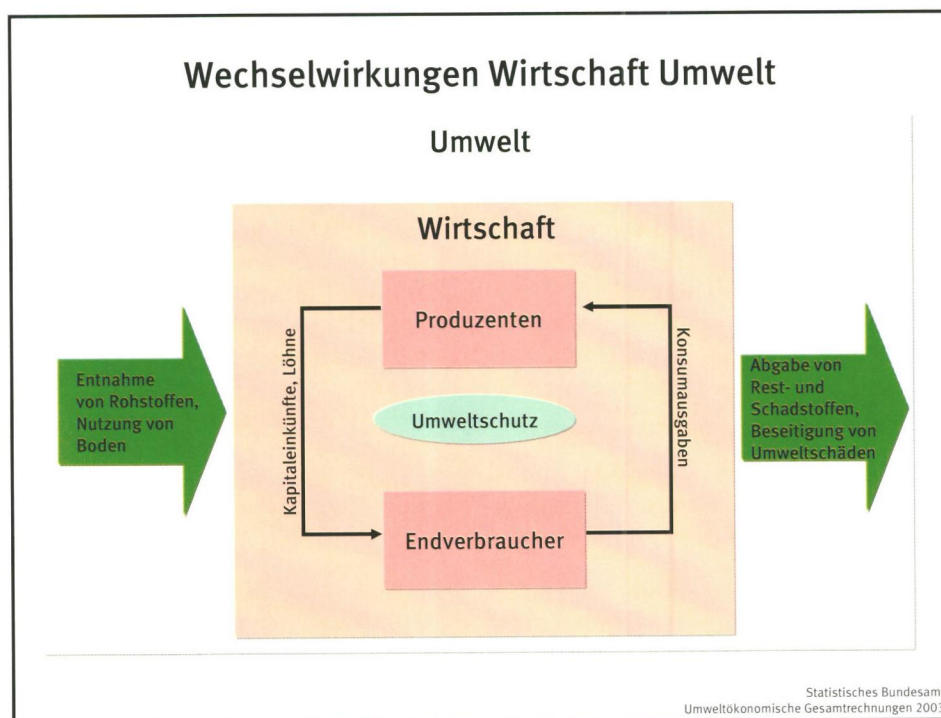 Wechselwirkungen Wirtschaft Umwelt
Umwelt
Wirtschaft
Entnahme
von Rohstoffen,
Nutzung von
Boden
Kapitaleinkünfte, Löhne
Produzenten
Umweltschutz
Endverbraucher
Konsumausgaben
Abgabe von
Rest- und
Schadstoffen,
Beseitigung von
Umweltschäden
Statistisches Bundesam
Umweltökonomische Gesamtrechnungen 2003